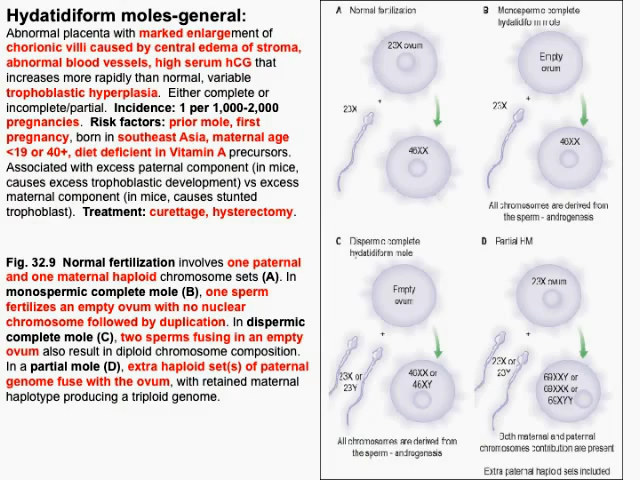 Hydatidiform moles-general:
Abnormal placenta with marked enlargement of
chorionic villi caused by central edema of stroma,
abnormal blood vessels, high serum hCG that
increases more rapidly than normal, variable
trophoblastic hyperplasia. Either complete or
incomplete/partial. Incidence: 1 per 1,000-2,000
pregnancies. Risk factors: prior mole, first
pregnancy, born in southeast Asia, maternal age
<19 or 40+, diet deficient in Vitamin A precursors.
Associated with excess paternal component (in mice,
causes excess trophoblastic development) vs excess
maternal component (in mice, causes stunted
trophoblast). Treatment: curettage, hysterectomy.
Fig. 32.9 Normal fertilization involves one paternal
and one maternal haploid chromosome sets (A). In
monospermic complete mole (B), one sperm
fertilizes an empty ovum with no nuclear
chromosome followed by duplication. In dispermic
complete mole (C), two sperms fusing in an empty
ovum also result in diploid chromosome composition.
In a partial mole (D), extra haploid set(s) of paternal
genome fuse with the ovum, with retained maternal
haplotype producing a triploid genome.
A Normal fertilization
23X ovum
+
23X
46XX
B Monospermic complete
hydatidiform mole
Empty
ovum
+
23X
46XX
All chromosomes are derived from
the sperm - androgenesis
C Dispermic complete
hydatidiform mole
Empty
ovum
+
23X or
23Y
46XX or
46XY
All chromosomes are derived from
the sperm - androgenesis
D Partial HM
23X ovum
+
23X or
23Y
69XXY or
69XXX or
69XYY
Both maternal and paternal
chromosomes contribution are present
Extra paternal haploid sets included